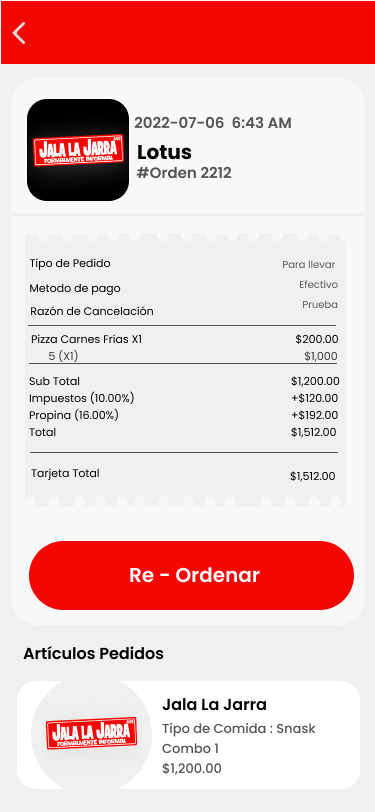 2022-07-06 6:43 AM
JALA LA JARRA
FORMALMENTE INFORMAL
Lotus
#Orden 2212
Tipo de Pedido Para llevar
Metodo de pago Efectivo
Razón de Cancelación Prueba
Pizza Carnes Frias X1 $200.00
5 (X1) $1,000
Sub Total $1,200.00
Impuestos (10.00%) +$120.00
Propina (16.00%) +$192.00
Total $1,512.00
Tarjeta Total $1,512.00
Re - Ordenar
Artículos Pedidos
JALA LA JARRA
FORMALMENTE INFORMAL
Jala La Jarra
Tipo de Comida : Snask
Combo 1
$1,200.00